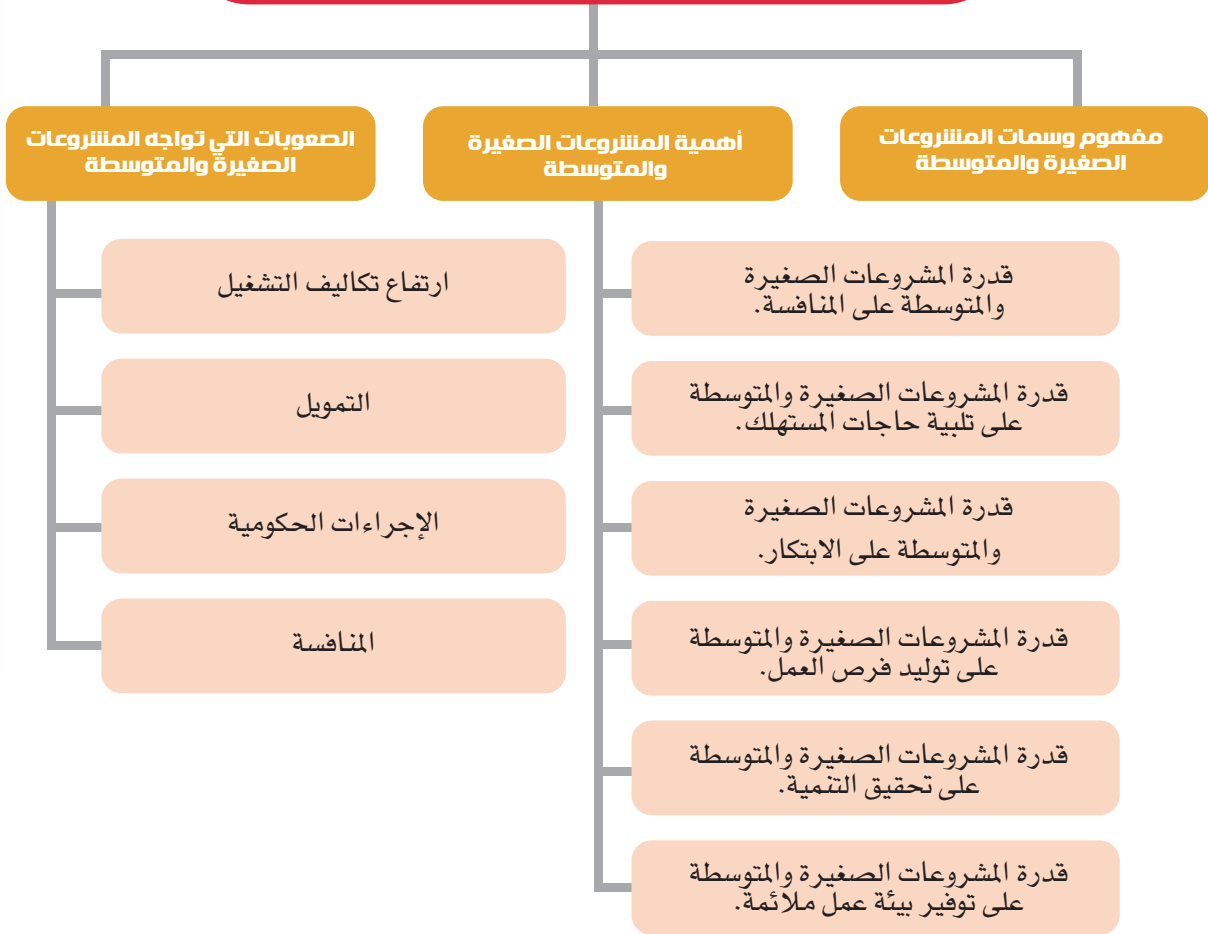 مفهوم وسمات المشروعات
الصغيرة والمتوسطة
أهمية المشروعات الصغيرة
والمتوسطة
قدرة المشروعات الصغيرة
والمتوسطة على المنافسة.
قدرة المشروعات الصغيرة والمتوسطة
على تلبية حاجات المستهلك.
قدرة المشروعات الصغيرة
والمتوسطة على الابتكار.
قدرة المشروعات الصغيرة والمتوسطة
على توليد فرص العمل.
قدرة المشروعات الصغيرة والمتوسطة
على تحقيق التنمية.
قدرة المشروعات الصغيرة والمتوسطة
على توفير بيئة عمل ملائمة.
الصعوبات التي تواجه المشروعات
الصغيرة والمتوسطة
ارتفاع تكاليف التشغيل
التمويل
الإجراءات الحكومية
المنافسة